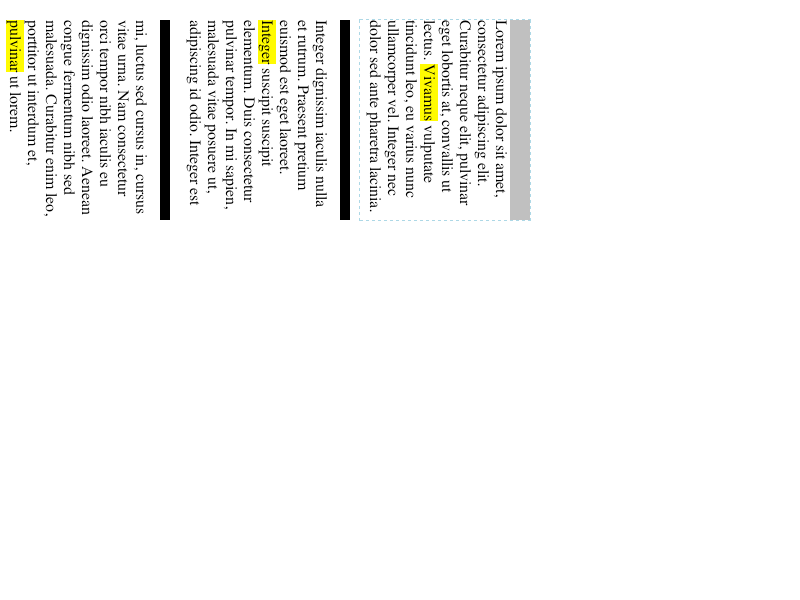 Lorem ipsum dolor sit amet,
consectetur adipiscing elit.
Curabitur neque elit, pulvinar
eget lobortis at, convallis ut
lectus. Vivamus vulputate
tincidunt leo, eu varius nunc
ullamcorper vel. Integer nec
dolor sed ante pharetra lacinia.
Integer dignissim iaculis nulla
et rutrum. Praesent pretium
euismod est eget laoreet.
Integer suscipit suscipit
elementum. Duis consectetur
pulvinar tempor. In mi sapien,
malesuada vitae posuere ut,
adipiscing id odio. Integer est
mi, luctus sed cursus in, cursus
vitae urna. Nam consectetur
orci tempor nibh iaculis eu
dignissim odio laoreet. Aenean
congue fermentum nibh sed
malesuada. Curabitur enim leo,
porttitor ut interdum et,
pulvinar ut lorem.